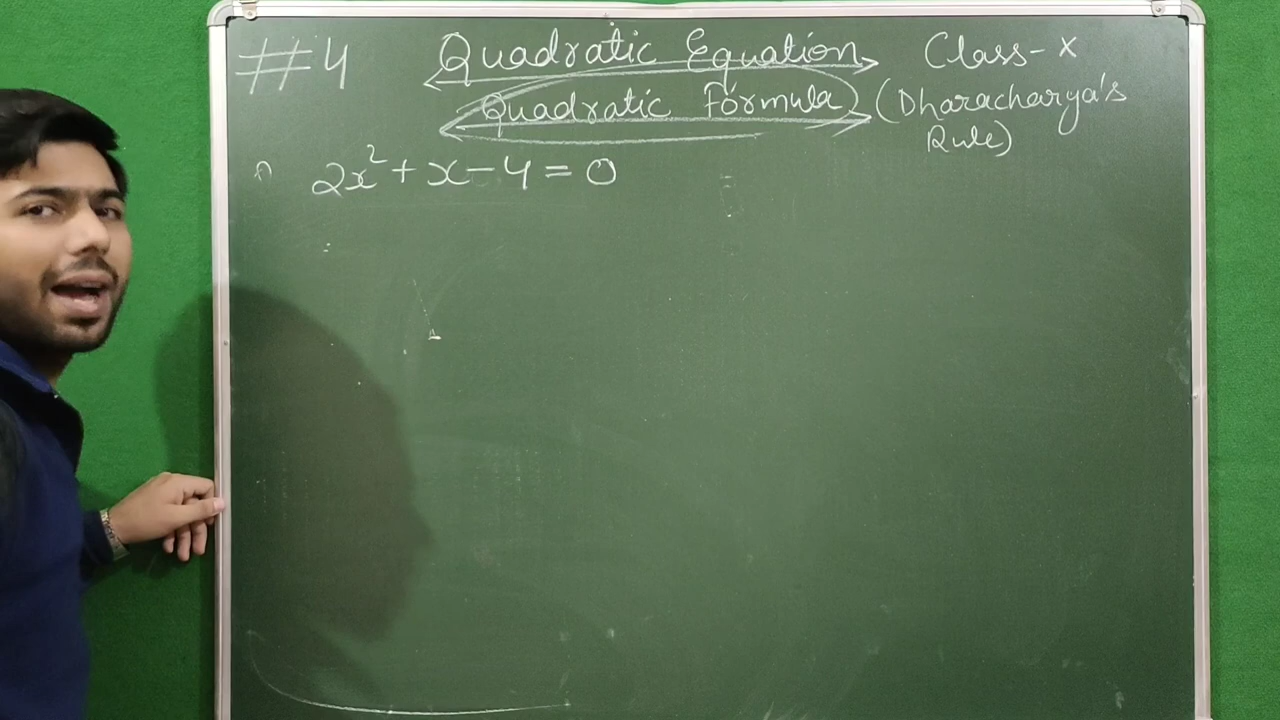 #4 Quadratic Equation Class-X
Quadratic Formula (Dharacharya's
Rule)
2x² + x - 4 = 0